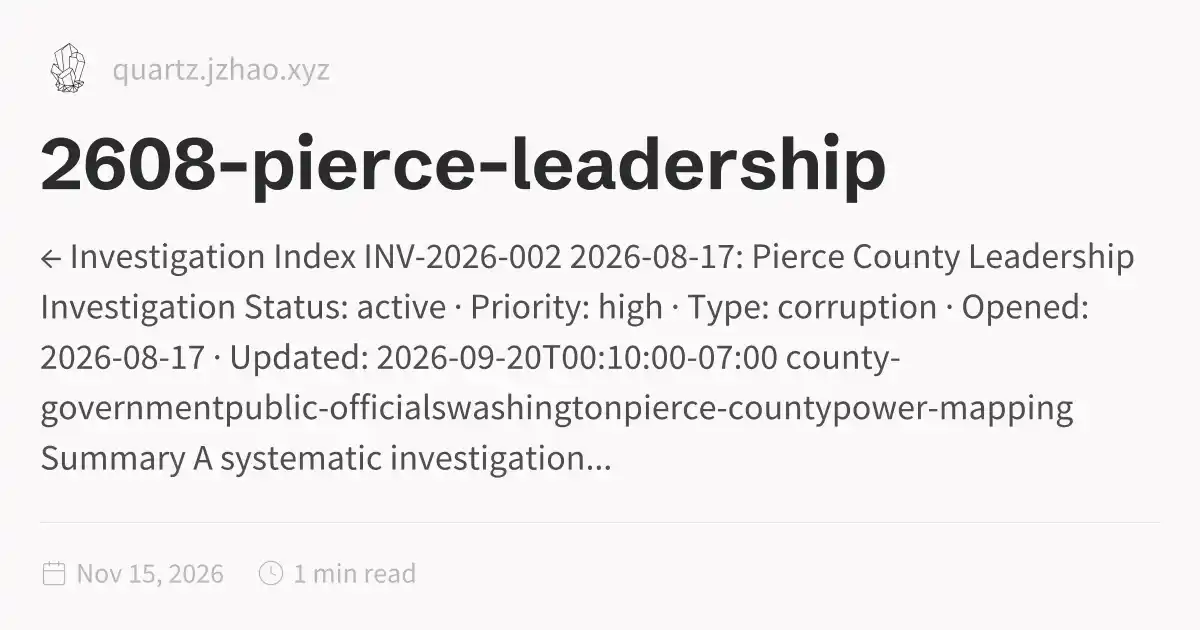 quartz.jzhao.xyz
2608-pierce-leadership
← Investigation Index INV-2026-002 2026-08-17: Pierce County Leadership
Investigation Status: active · Priority: high · Type: corruption · Opened:
2026-08-17 · Updated: 2026-09-20T00:10:00-07:00 county-
governmentpublic-officialswashingtonpierce-countypower-mapping
Summary A systematic investigation...
Nov 15, 2026 1 min read